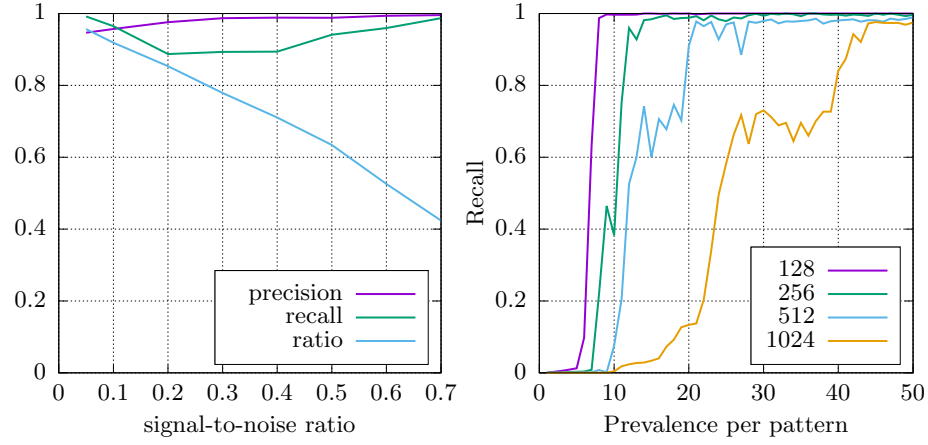 1
0.8
0.6
0.4
0.2
0
0 0.1 0.2 0.3 0.4 0.5 0.6 0.7
signal-to-noise ratio
precision
recall
ratio
Recall
1
0.8
0.6
0.4
0.2
0
0 10 20 30 40 50
Prevalence per pattern
128
256
512
1024